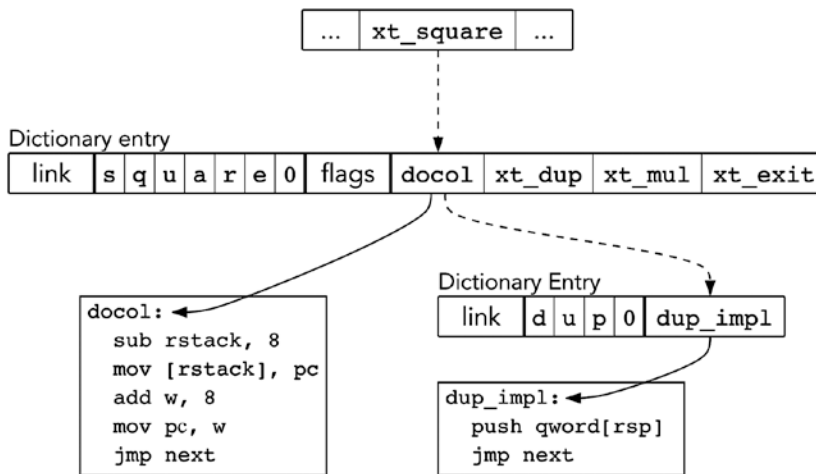 ... xt_square ...
Dictionary entry
link s q u a r e 0 flags docol xt_dup xt_mul xt_exit
Dictionary Entry
link d u p 0 dup_impl
docol:
sub rstack, 8
mov [rstack], pc
add w, 8
mov pc, w
jmp next
dup_impl:
push qword[rsp]
jmp next